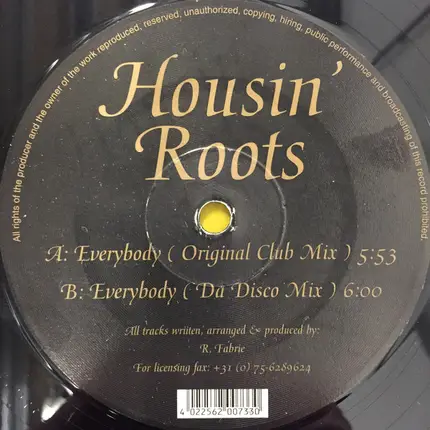 All rights of the producer and the owner of the work reproduced, reserved, unauthorized, copying, hiring, public performance and broadcasting of this record prohibited.
Housin'
Roots
A: Everybody ( Original Club Mix ) 5:53
B: Everybody ( Da Disco Mix ) 6:00
All tracks written, arranged & produced by:
R. Fabrie
For licensing fax: +31 (0) 75-6289624
4 022562 007330